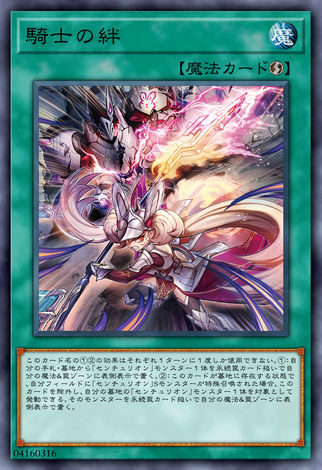 騎士の絆
魔
【魔法カード】
このカード名の①②の効果はそれぞれ1ターンに1度しか使用できない。①：自
分の手札・墓地から「センチュリオン」モンスター1体を永続罠カード扱いで自
分の魔法&罠ゾーンに表側表示で置く。②：このカードが墓地に存在する状態
で、自分フィールドに「センチュリオン」Sモンスターが特殊召喚された場合、この
カードを除外し、自分の墓地の「センチュリオン」モンスター1体を対象として
発動できる。そのモンスターを永続罠カード扱いで自分の魔法&罠ゾーンに表
側表示で置く。
04160316